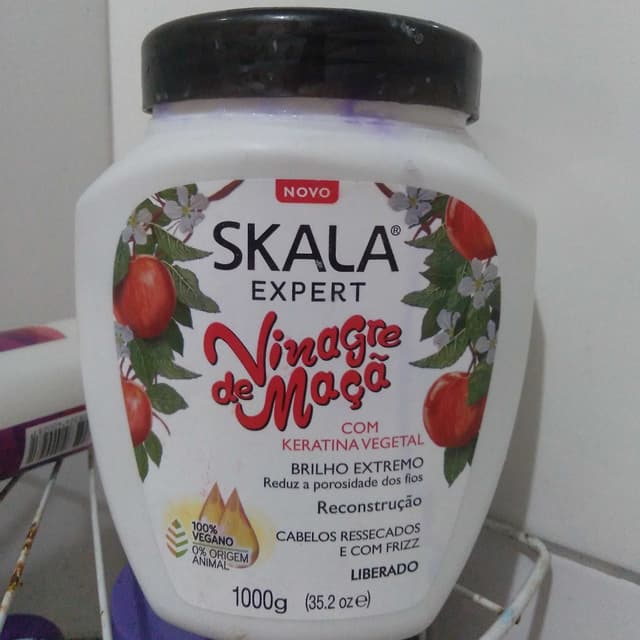 NOVO
SKALA®
EXPERT
Vinagre
de Maçã
COM
KERATINA VEGETAL
BRILHO EXTREMO
Reduz a porosidade dos fios
Reconstrução
CABELOS RESSECADOS
E COM FRIZZ
LIBERADO
100%
VEGANO
0% ORIGEM
ANIMAL
1000g (35.2 oz℮)